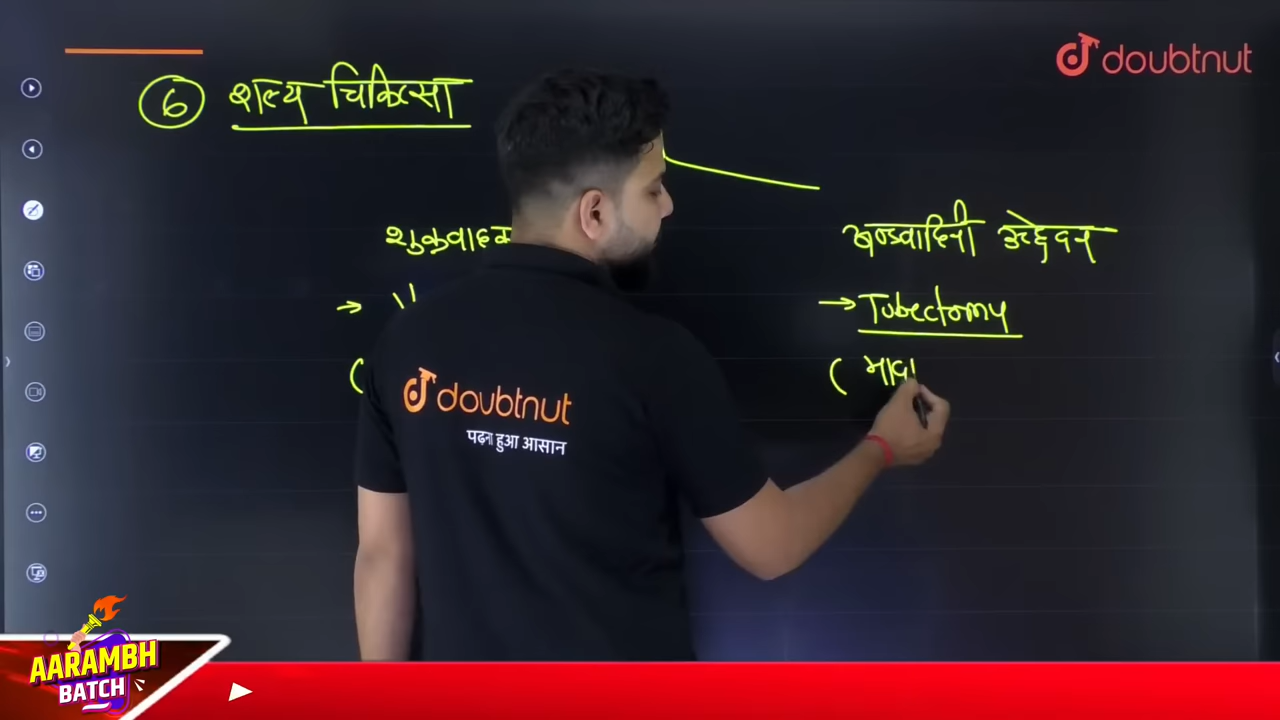 doubtnut
6 शल्य चिकित्सा
शुक्रवाहक
अण्डवाहिनी उच्छेदन
→ Tubectomy
( मादा
doubtnut
पढ़ना हुआ आसान
AARAMBH
BATCH